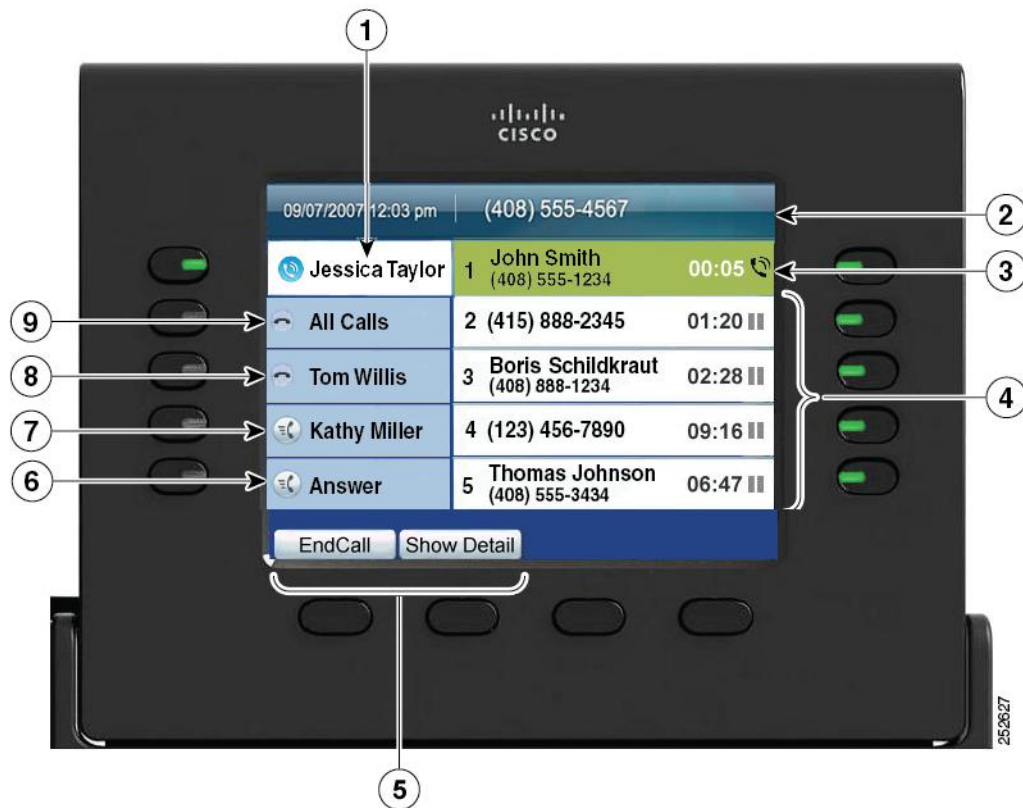 1
CISCO
09/07/2007 12:03 pm
(408) 555-4567
2
Jessica Taylor
1
John Smith
(408) 555-1234
00:05
3
9
All Calls
2 (415) 888-2345
01:20
8
Tom Willis
3
Boris Schildkraut
(408) 888-1234
02:28
4
7
Kathy Miller
4 (123) 456-7890
09:16
6
Answer
5
Thomas Johnson
(408) 555-3434
06:47
EndCall
Show Detail
5
252627